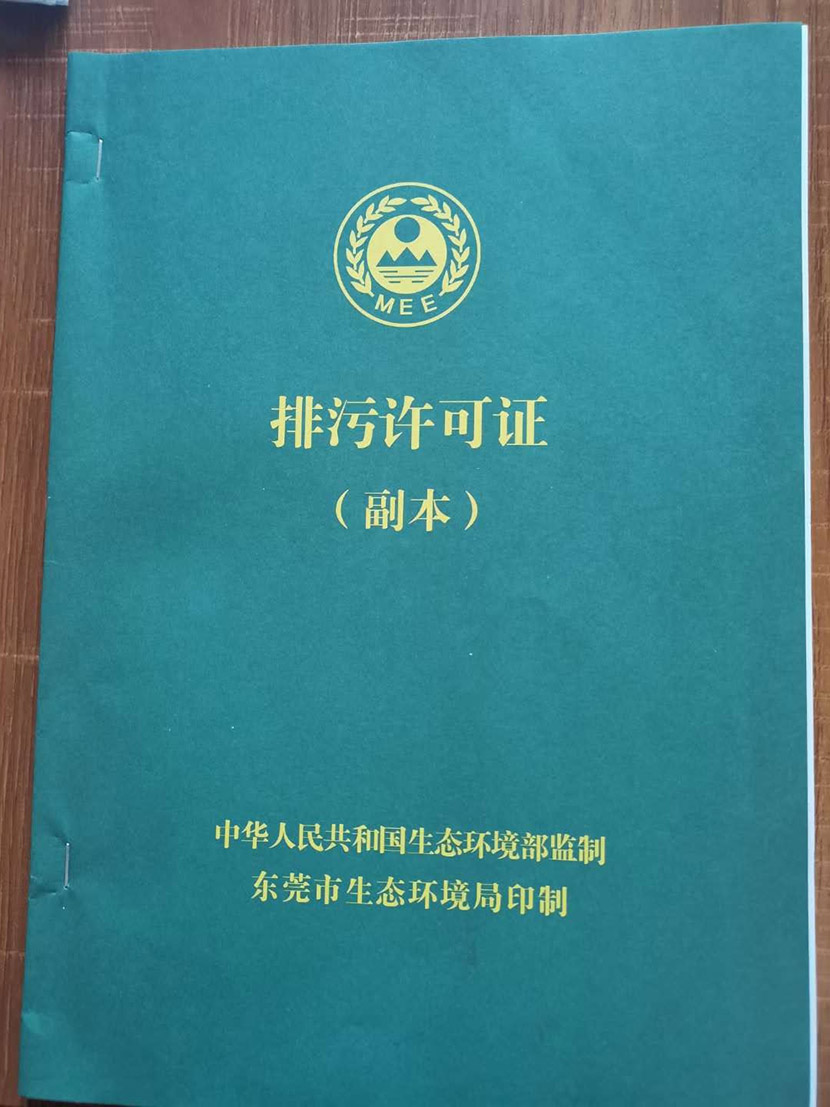 MEE
排污许可证
（副本）
中华人民共和国生态环境部监制
东莞市生态环境局印制